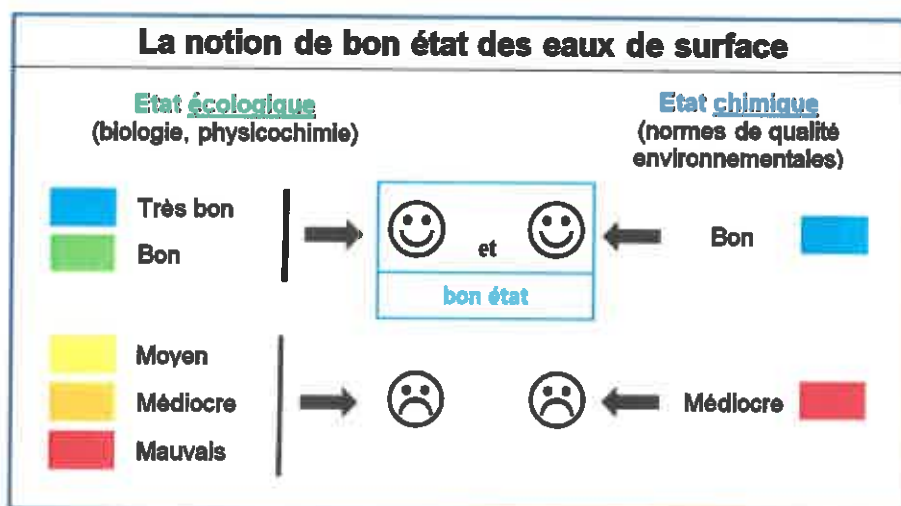 La notion de bon état des eaux de surface
Etat écologique
(biologie, physicochimie)
Etat chimique
(normes de qualité
environnementales)
Très bon
Bon
et
bon état
Bon
Moyen
Médiocre
Mauvais
Médiocre